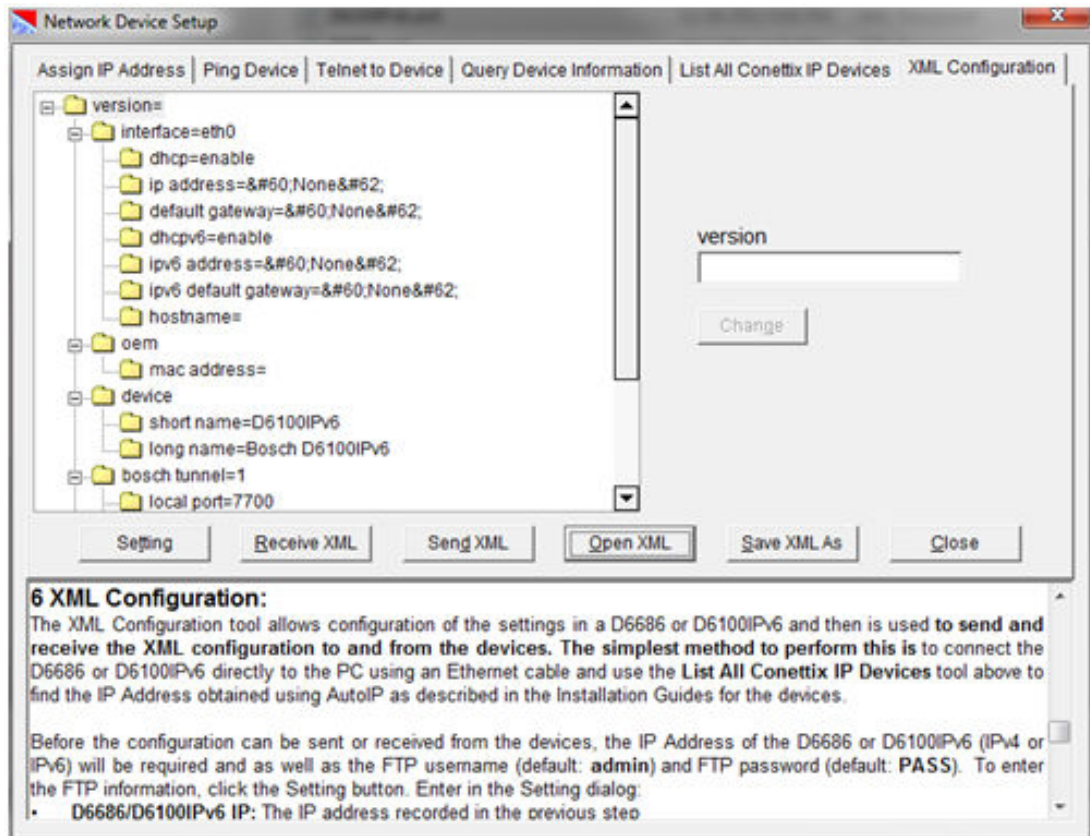 Network Device Setup
Assign IP Address | Ping Device | Telnet to Device | Query Device Information | List All Conettix IP Devices | XML Configuration
version=
interface=eth0
dhcp=enable
ip address=&#60;None&#62;
default gateway=&#60;None&#62;
dhcpv6=enable
ipv6 address=&#60;None&#62;
ipv6 default gateway=&#60;None&#62;
hostname=
oem
mac address=
device
short name=D6100IPv6
long name=Bosch D6100IPv6
bosch tunnel=1
local port=7700
version
Change
Setting Receive XML Send XML Open XML Save XML As Close
6 XML Configuration:
The XML Configuration tool allows configuration of the settings in a D6686 or D6100IPv6 and then is used to send and
receive the XML configuration to and from the devices. The simplest method to perform this is to connect the
D6686 or D6100IPv6 directly to the PC using an Ethernet cable and use the List All Conettix IP Devices tool above to
find the IP Address obtained using AutoIP as described in the Installation Guides for the devices.
Before the configuration can be sent or received from the devices, the IP Address of the D6686 or D6100IPv6 (IPv4 or
IPv6) will be required and as well as the FTP username (default: admin) and FTP password (default: PASS). To enter
the FTP information, click the Setting button. Enter in the Setting dialog:
• D6686/D6100IPv6 IP: The IP address recorded in the previous step